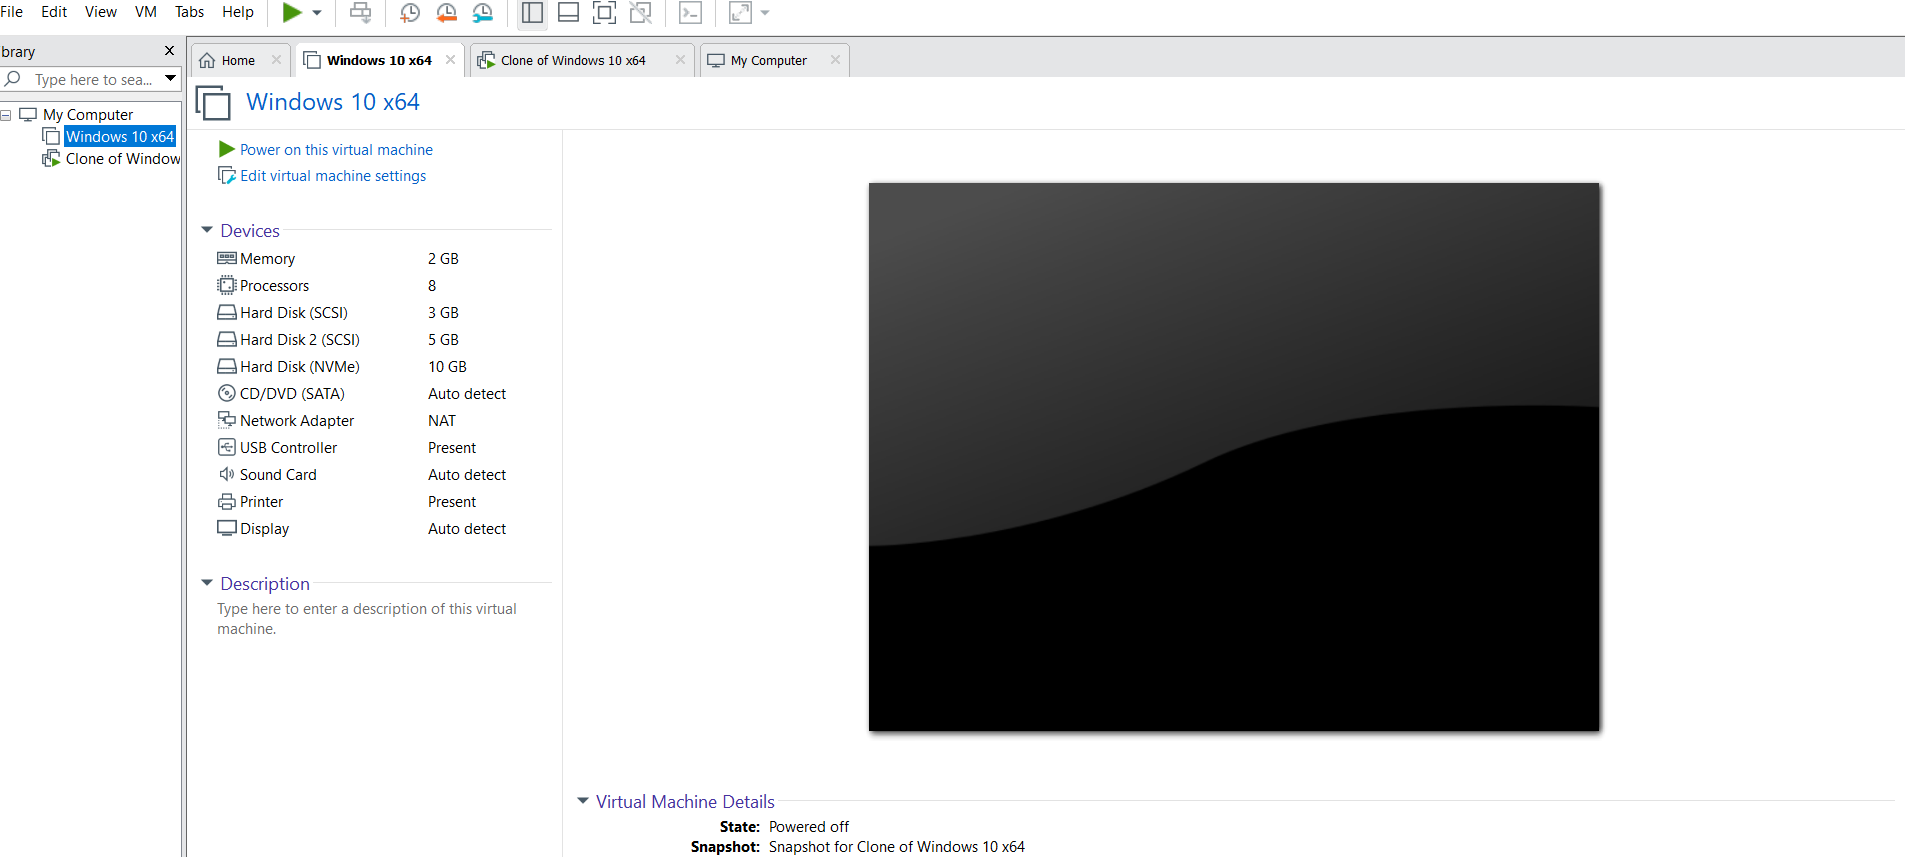 File Edit View VM Tabs Help
brary
Type here to sea...
Home
Windows 10 x64
Clone of Windows 10 x64
My Computer
My Computer
Windows 10 x64
Clone of Window
Windows 10 x64
Power on this virtual machine
Edit virtual machine settings
Devices
Memory 2 GB
Processors 8
Hard Disk (SCSI) 3 GB
Hard Disk 2 (SCSI) 5 GB
Hard Disk (NVMe) 10 GB
CD/DVD (SATA) Auto detect
Network Adapter NAT
USB Controller Present
Sound Card Auto detect
Printer Present
Display Auto detect
Description
Type here to enter a description of this virtual
machine.
Virtual Machine Details
State: Powered off
Snapshot: Snapshot for Clone of Windows 10 x64